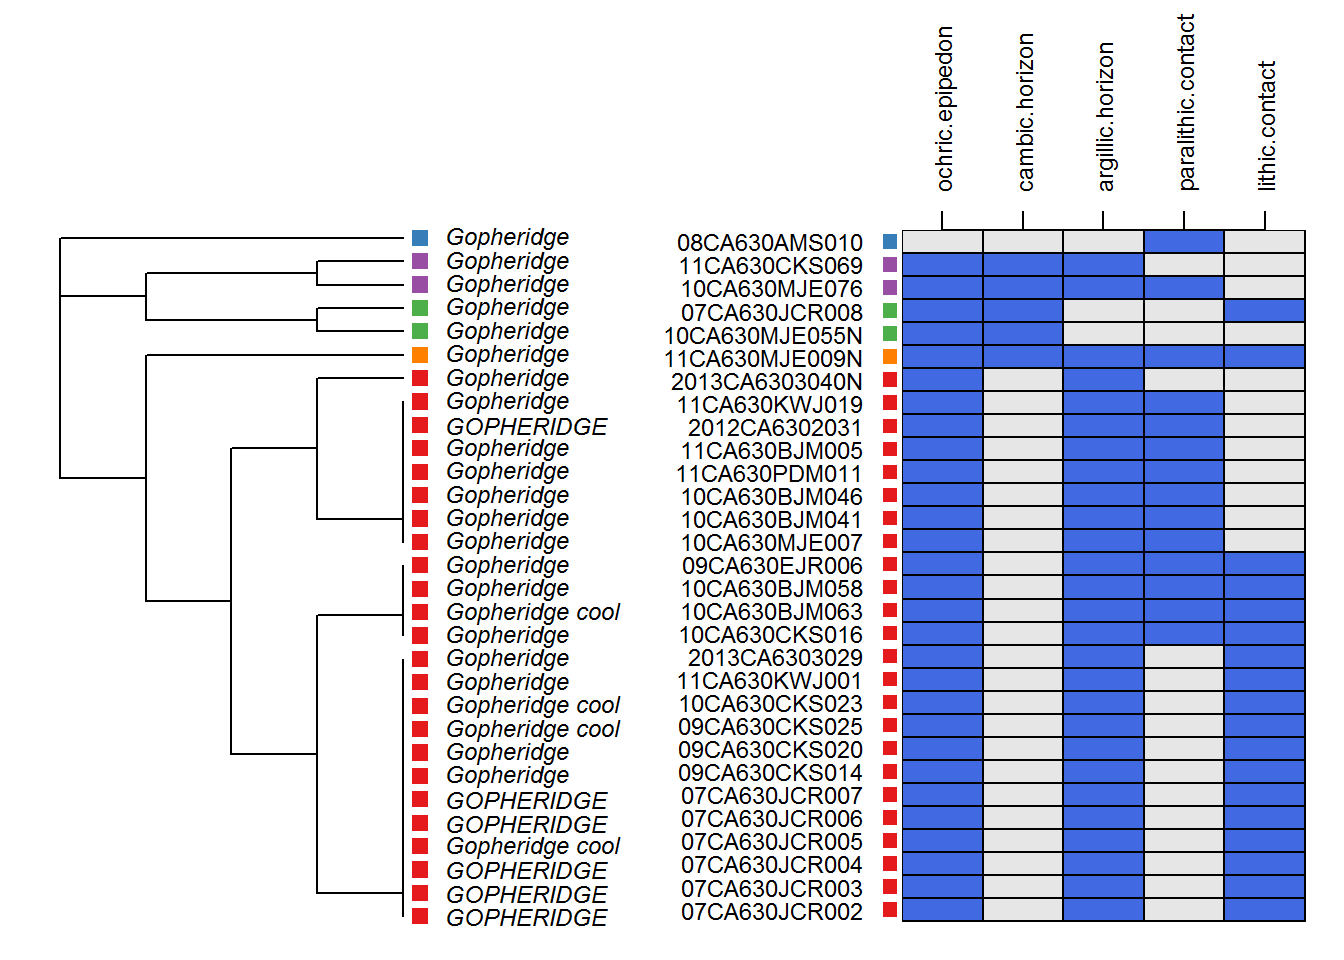 ochric.epipedon
cambic.horizon
argillic.horizon
paralithic.contact
lithic.contact
Gopheridge 08CA630AMS010
Gopheridge 11CA630CKS069
Gopheridge 10CA630MJE076
Gopheridge 07CA630JCR008
Gopheridge 10CA630MJE055N
Gopheridge 11CA630MJE009N
Gopheridge 2013CA6303040N
Gopheridge 11CA630KWJ019
GOPHERIDGE 2012CA6302031
Gopheridge 11CA630BJM005
Gopheridge 11CA630PDM011
Gopheridge 10CA630BJM046
Gopheridge 10CA630BJM041
Gopheridge 10CA630MJE007
Gopheridge 09CA630EJR006
Gopheridge 10CA630BJM058
Gopheridge cool 10CA630BJM063
Gopheridge 10CA630CKS016
Gopheridge 2013CA6303029
Gopheridge 11CA630KWJ001
Gopheridge cool 10CA630CKS023
Gopheridge cool 09CA630CKS025
Gopheridge 09CA630CKS020
Gopheridge 09CA630CKS014
GOPHERIDGE 07CA630JCR007
GOPHERIDGE 07CA630JCR006
Gopheridge cool 07CA630JCR005
GOPHERIDGE 07CA630JCR004
GOPHERIDGE 07CA630JCR003
GOPHERIDGE 07CA630JCR002